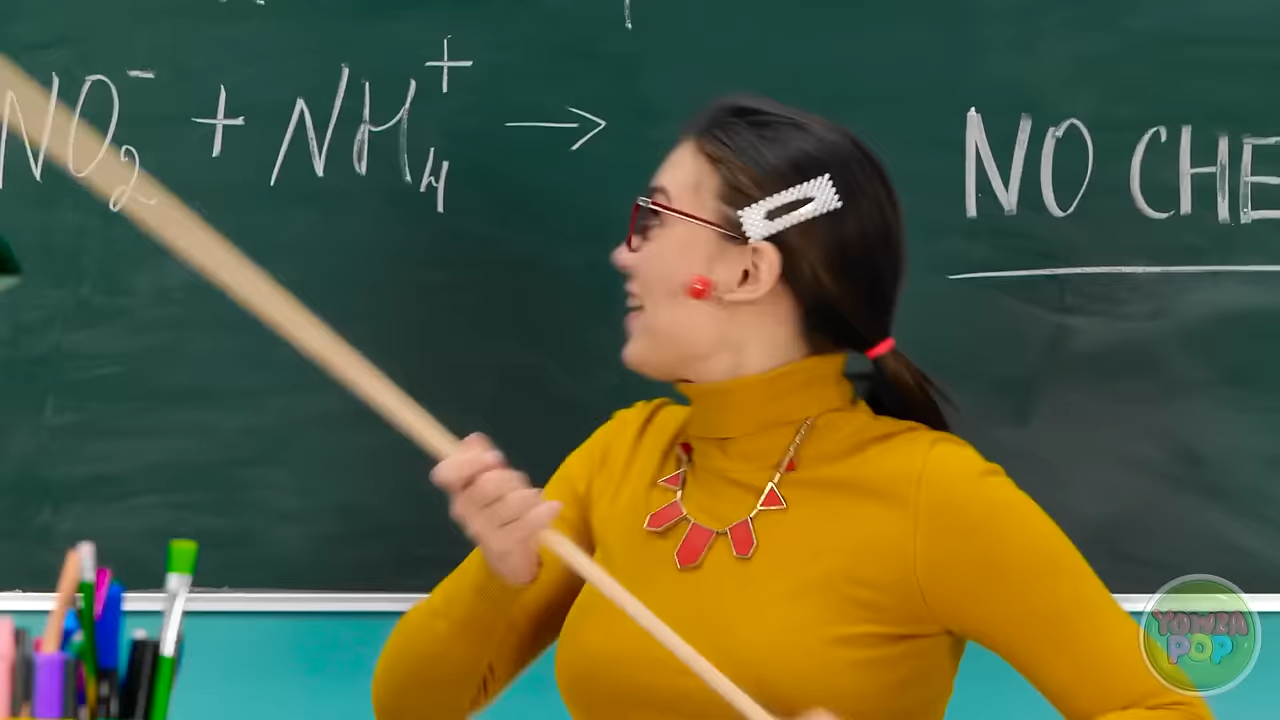 NO₂⁻ + NH₄⁺ →
NO CHE
YOWZA
POP